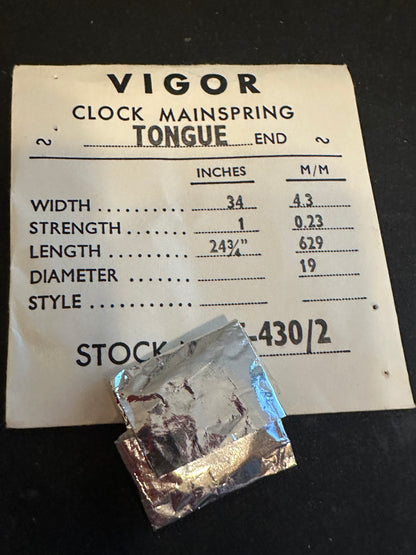 VIGOR
CLOCK MAINSPRING
TONGUE END
INCHES M/M
WIDTH 34 4.3
STRENGTH 1 0.23
LENGTH 24¾" 629
DIAMETER 19
STYLE
STOCK -430/2